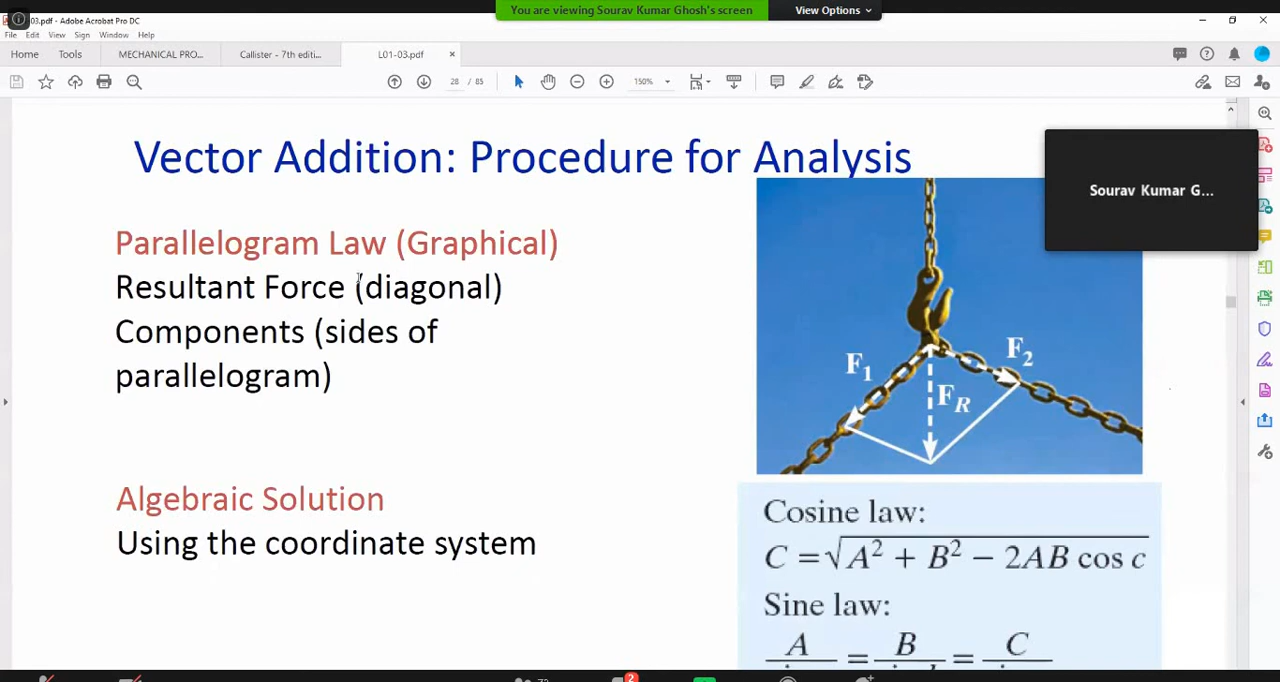 03.pdf - Adobe Acrobat Pro DC
You are viewing Sourav Kumar Ghosh's screen
View Options
File Edit View Sign Window Help
Home Tools MECHANICAL PRO... Callister - 7th editi... L01-03.pdf
28 / 85 150%
Vector Addition: Procedure for Analysis
Sourav Kumar G...
Parallelogram Law (Graphical)
Resultant Force (diagonal)
Components (sides of
parallelogram)
F1 F2
FR
Algebraic Solution
Using the coordinate system
Cosine law:
C = √A² + B² − 2AB cos c
Sine law:
A = B = C
2